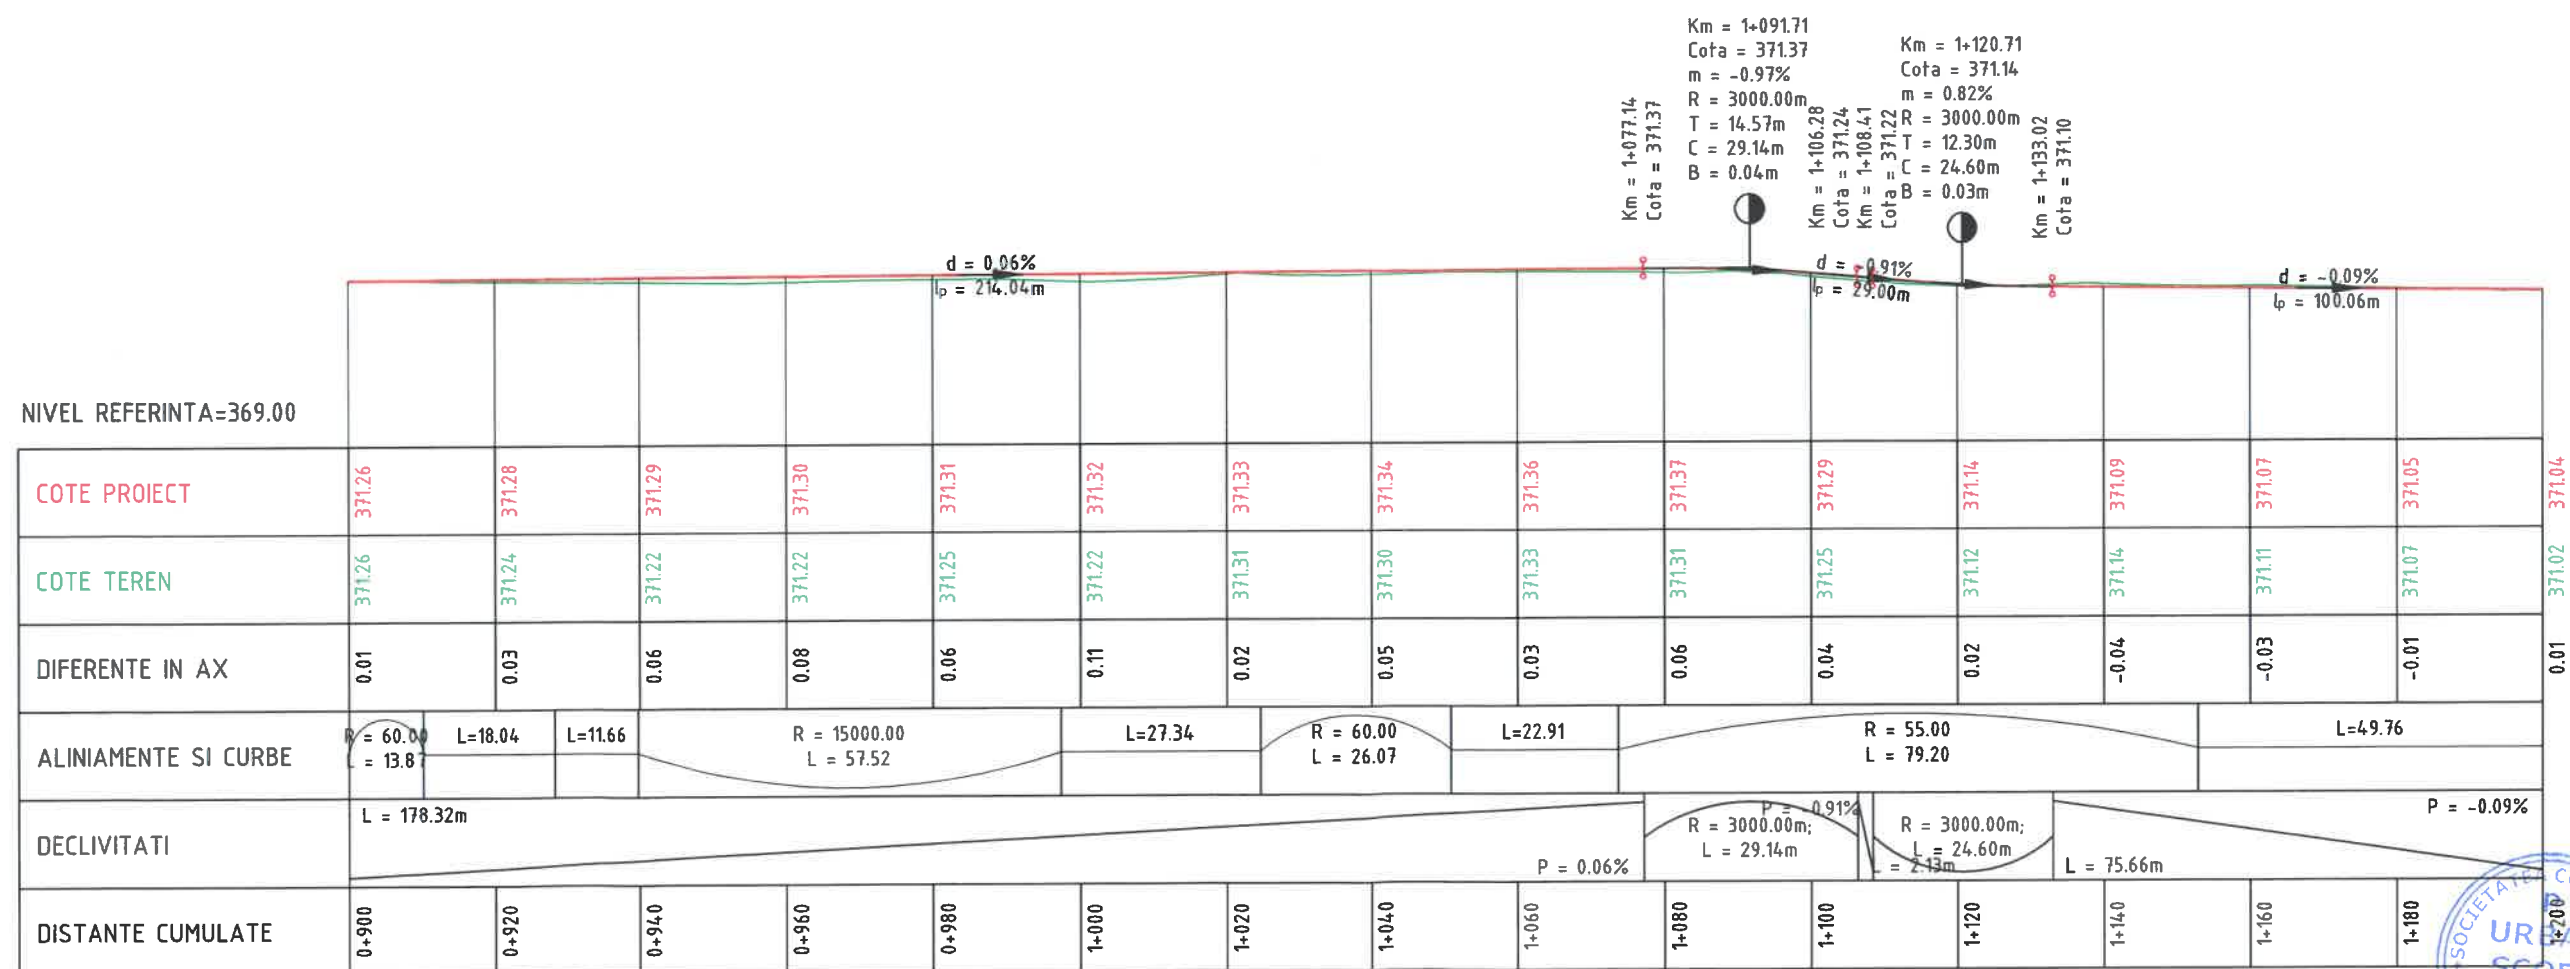 Km = 1+091.71
Cota = 371.37
m = -0.97%
R = 3000.00m
T = 14.57m
C = 29.14m
B = 0.04m
Km = 1+120.71
Cota = 371.14
m = 0.82%
R = 3000.00m
T = 12.30m
C = 24.60m
B = 0.03m
Km = 1+077.14
Cota = 371.37
Km = 1+106.28
Cota = 371.24
Km = 1+108.41
Cota = 371.22
Km = 1+133.02
Cota = 371.10
d = 0.06%
lp = 214.04m
d = -0.91%
lp = 29.00m
d = -0.09%
lp = 100.06m
NIVEL REFERINTA=369.00
COTE PROIECT 371.26 371.28 371.29 371.30 371.31 371.32 371.33 371.34 371.36 371.37 371.29 371.14 371.09 371.07 371.05 371.04
COTE TEREN 371.26 371.24 371.22 371.22 371.25 371.22 371.31 371.30 371.33 371.31 371.25 371.12 371.14 371.11 371.07 371.02
DIFERENTE IN AX 0.01 0.03 0.06 0.08 0.06 0.11 0.02 0.05 0.03 0.06 0.04 0.02 -0.04 -0.03 -0.01 0.01
ALINIAMENTE SI CURBE
R = 60.00
L = 13.87
L=18.04
L=11.66
R = 15000.00
L = 57.52
L=27.34
R = 60.00
L = 26.07
L=22.91
R = 55.00
L = 79.20
L=49.76
DECLIVITATI
L = 178.32m
P = 0.06%
R = 3000.00m;
L = 29.14m
P = -0.91%
L = 2.13m
R = 3000.00m;
L = 24.60m
L = 75.66m
P = -0.09%
DISTANTE CUMULATE 0+900 0+920 0+940 0+960 0+980 1+000 1+020 1+040 1+060 1+080 1+100 1+120 1+140 1+160 1+180 1+200
SOCIETATEA